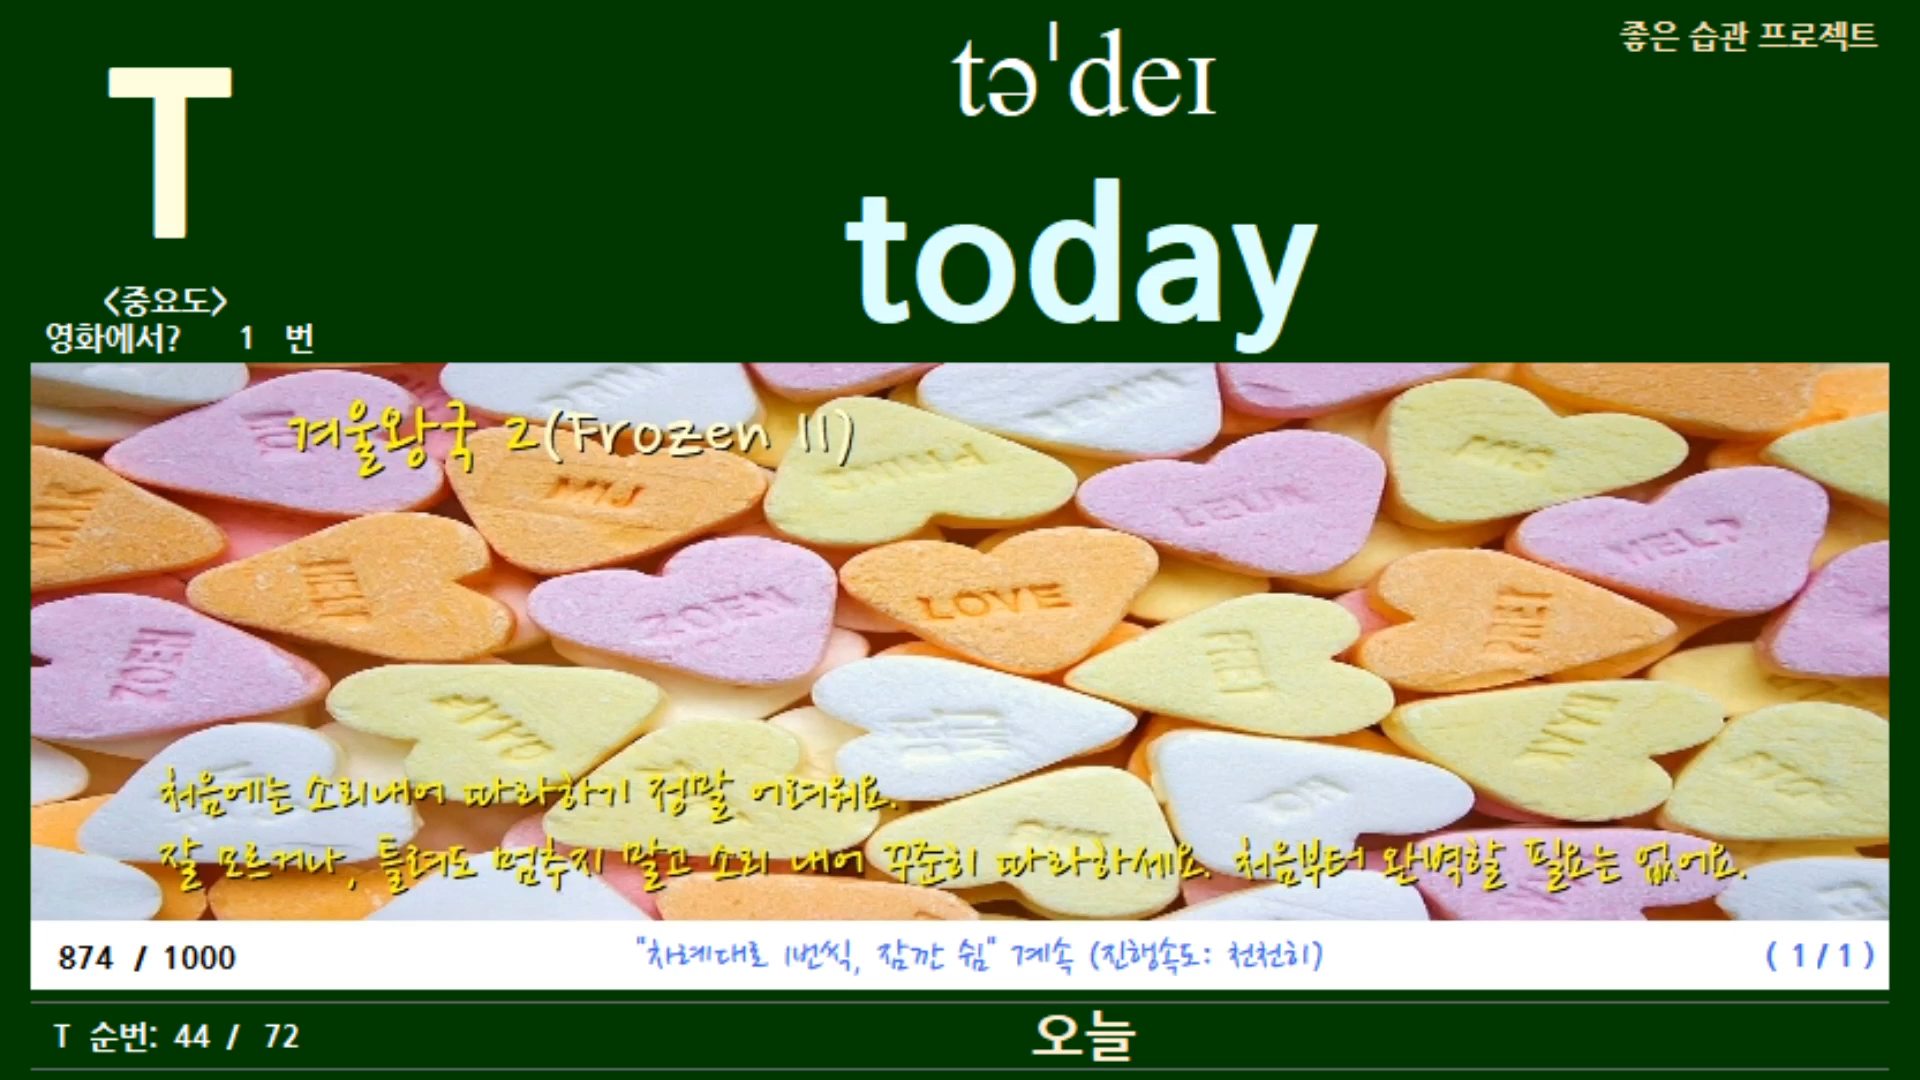 좋은 습관 프로젝트
T
təˈdeɪ
today
<중요도>
영화에서? 1 번
겨울왕국 2(Frozen II)
MIJ
LEUK
HELP
ZOEN
LOVE
처음에는 소리내어 따라하기 정말 어려워요.
잘 모르거나, 틀려도 멈추지 말고 소리 내어 꾸준히 따라하세요. 처음부터 완벽할 필요는 없어요.
874 / 1000
"차례대로 1번씩, 잠깐 쉼" 계속 (진행속도: 천천히)
( 1 / 1 )
T 순번: 44 / 72
오늘